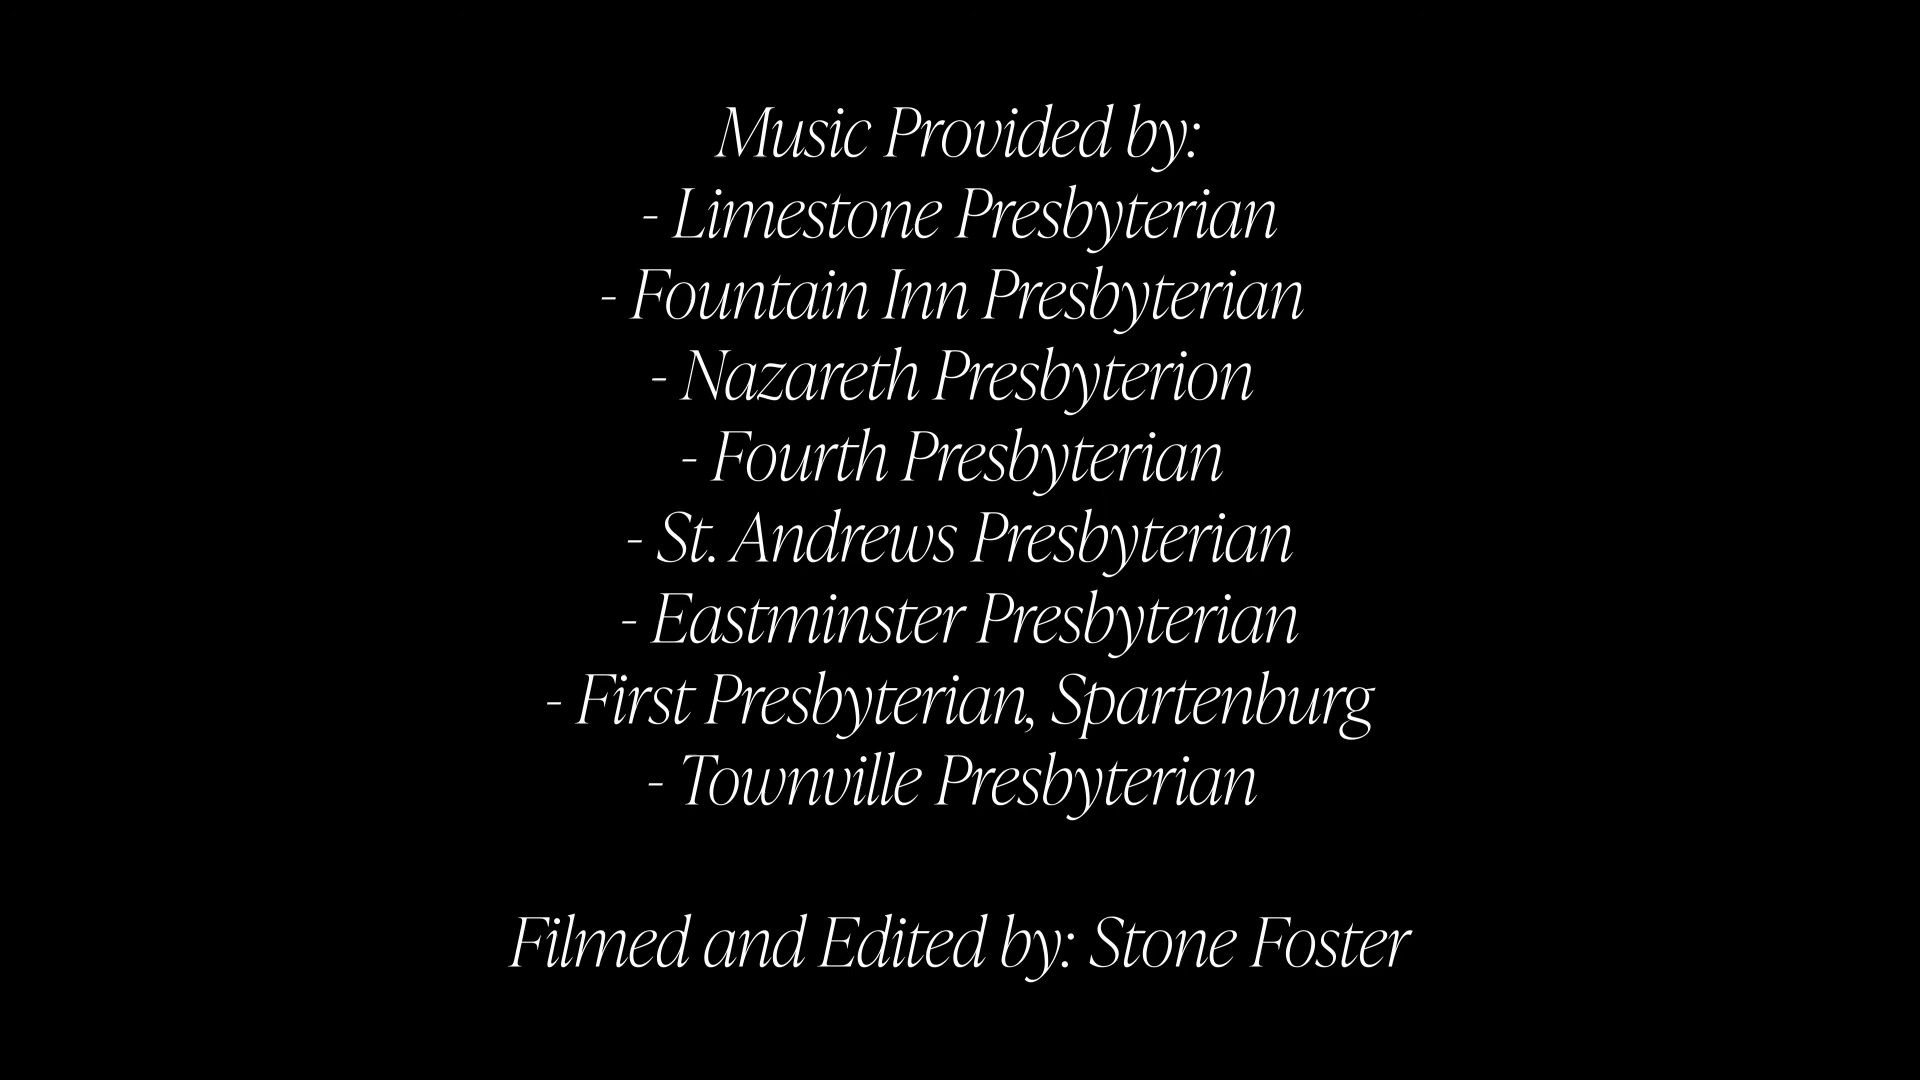 Music Provided by:
- Limestone Presbyterian
- Fountain Inn Presbyterian
- Nazareth Presbyterion
- Fourth Presbyterian
- St. Andrews Presbyterian
- Eastminster Presbyterian
- First Presbyterian, Spartenburg
- Townville Presbyterian
Filmed and Edited by: Stone Foster